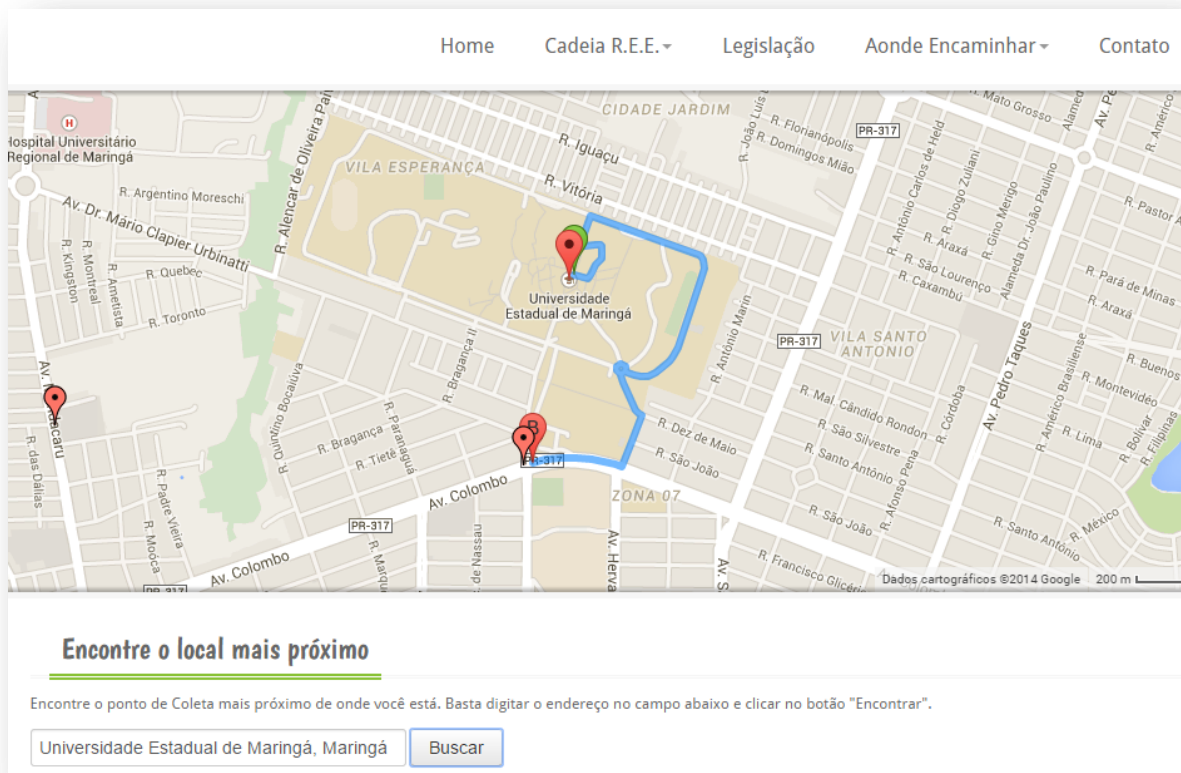 Home Cadeia R.E.E. Legislação Aonde Encaminhar Contato
CIDADE JARDIM
R. Mato Grosso
R. Florianópolis
R. Domingos Mião
PR-317
H
Hospital Universitário
Regional de Maringá
R. Iguaçu
VILA ESPERANÇA
R. Vitória
R. Argentino Moreschi
R. Alencar de Oliveira
Av. Dr. Mário Clapier Urbinatti
R. Kingston
R. Montreal
R. Ametista
R. Quebec
R. Toronto
R. Antônio Carlos de Held
R. Diogo Zuliani
R. Gino Merigo
Alameda Dr. João Paulino
R. Araxá
R. São Lourenço
R. Caxambú
R. Pará de Minas
R. Araxá
Universidade
Estadual de Maringá
R. Antônio Marin
PR-317
VILA SANTO
ANTONIO
Av. Pedro Taques
R. Bragança II
R. Quintino Bocaiúva
R. Bragança
R. Paranaguá
R. Tietê
R. Américo Brasiliense
R. Buenos
R. Montevidéo
R. Bolívar
R. Filipinas
R. Lima
R. Mal. Cândido Rondon
R. Córdoba
R. São Silvestre
R. Santo Antônio
R. Afonso Pena
R. Dez de Maio
R. São João
B
PR-317
R. das Dálias
R. Padre Vieira
R. Moóca
Av. Colombo
PR-317
ZONA 07
R. São João
R. Santo Antônio
R. México
Av. Colombo
de Nassau
R. Francisco Glicério
PR-317
Dados cartográficos ©2014 Google 200 m
Encontre o local mais próximo
Encontre o ponto de Coleta mais próximo de onde você está. Basta digitar o endereço no campo abaixo e clicar no botão "Encontrar".
Universidade Estadual de Maringá, Maringá Buscar